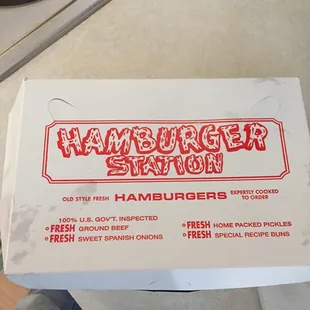 HAMBURGER
STATION
OLD STYLE FRESH HAMBURGERS EXPERTLY COOKED TO ORDER
100% U.S. GOV'T. INSPECTED
FRESH GROUND BEEF
FRESH SWEET SPANISH ONIONS
FRESH HOME PACKED PICKLES
FRESH SPECIAL RECIPE BUNS